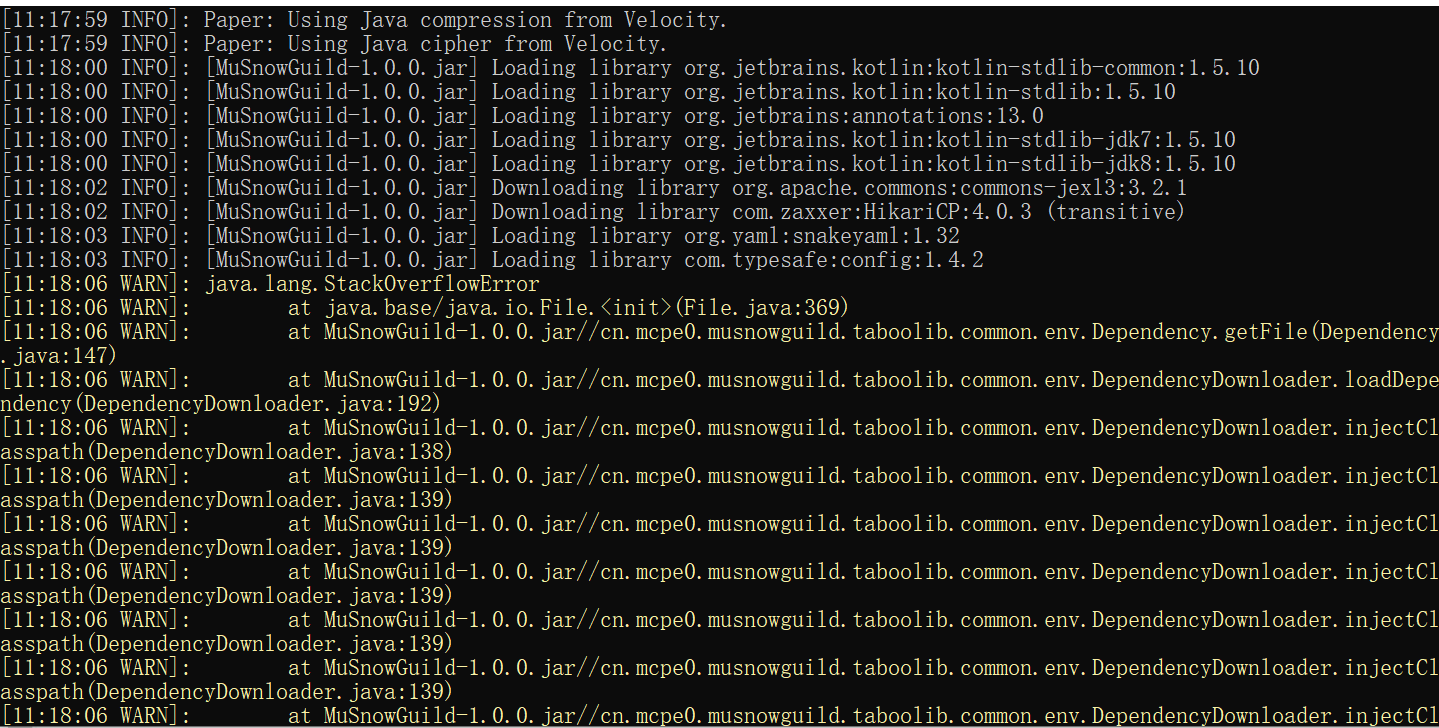 [11:17:59 INFO]: Paper: Using Java compression from Velocity.
[11:17:59 INFO]: Paper: Using Java cipher from Velocity.
[11:18:00 INFO]: [MuSnowGuild-1.0.0.jar] Loading library org.jetbrains.kotlin:kotlin-stdlib-common:1.5.10
[11:18:00 INFO]: [MuSnowGuild-1.0.0.jar] Loading library org.jetbrains.kotlin:kotlin-stdlib:1.5.10
[11:18:00 INFO]: [MuSnowGuild-1.0.0.jar] Loading library org.jetbrains:annotations:13.0
[11:18:00 INFO]: [MuSnowGuild-1.0.0.jar] Loading library org.jetbrains.kotlin:kotlin-stdlib-jdk7:1.5.10
[11:18:00 INFO]: [MuSnowGuild-1.0.0.jar] Loading library org.jetbrains.kotlin:kotlin-stdlib-jdk8:1.5.10
[11:18:02 INFO]: [MuSnowGuild-1.0.0.jar] Downloading library org.apache.commons:commons-jexl3:3.2.1
[11:18:02 INFO]: [MuSnowGuild-1.0.0.jar] Downloading library com.zaxxer:HikariCP:4.0.3 (transitive)
[11:18:03 INFO]: [MuSnowGuild-1.0.0.jar] Loading library org.yaml:snakeyaml:1.32
[11:18:03 INFO]: [MuSnowGuild-1.0.0.jar] Loading library com.typesafe:config:1.4.2
[11:18:06 WARN]: java.lang.StackOverflowError
[11:18:06 WARN]: at java.base/java.io.File.<init>(File.java:369)
[11:18:06 WARN]: at MuSnowGuild-1.0.0.jar//cn.mcpe0.musnowguild.taboolib.common.env.Dependency.getFile(Dependency
.java:147)
[11:18:06 WARN]: at MuSnowGuild-1.0.0.jar//cn.mcpe0.musnowguild.taboolib.common.env.DependencyDownloader.loadDepe
ndency(DependencyDownloader.java:192)
[11:18:06 WARN]: at MuSnowGuild-1.0.0.jar//cn.mcpe0.musnowguild.taboolib.common.env.DependencyDownloader.injectCl
asspath(DependencyDownloader.java:138)
[11:18:06 WARN]: at MuSnowGuild-1.0.0.jar//cn.mcpe0.musnowguild.taboolib.common.env.DependencyDownloader.injectCl
asspath(DependencyDownloader.java:139)
[11:18:06 WARN]: at MuSnowGuild-1.0.0.jar//cn.mcpe0.musnowguild.taboolib.common.env.DependencyDownloader.injectCl
asspath(DependencyDownloader.java:139)
[11:18:06 WARN]: at MuSnowGuild-1.0.0.jar//cn.mcpe0.musnowguild.taboolib.common.env.DependencyDownloader.injectCl
asspath(DependencyDownloader.java:139)
[11:18:06 WARN]: at MuSnowGuild-1.0.0.jar//cn.mcpe0.musnowguild.taboolib.common.env.DependencyDownloader.injectCl
asspath(DependencyDownloader.java:139)
[11:18:06 WARN]: at MuSnowGuild-1.0.0.jar//cn.mcpe0.musnowguild.taboolib.common.env.DependencyDownloader.injectCl
asspath(DependencyDownloader.java:139)
[11:18:06 WARN]: at MuSnowGuild-1.0.0.jar//cn.mcpe0.musnowguild.taboolib.common.env.DependencyDownloader.injectCl